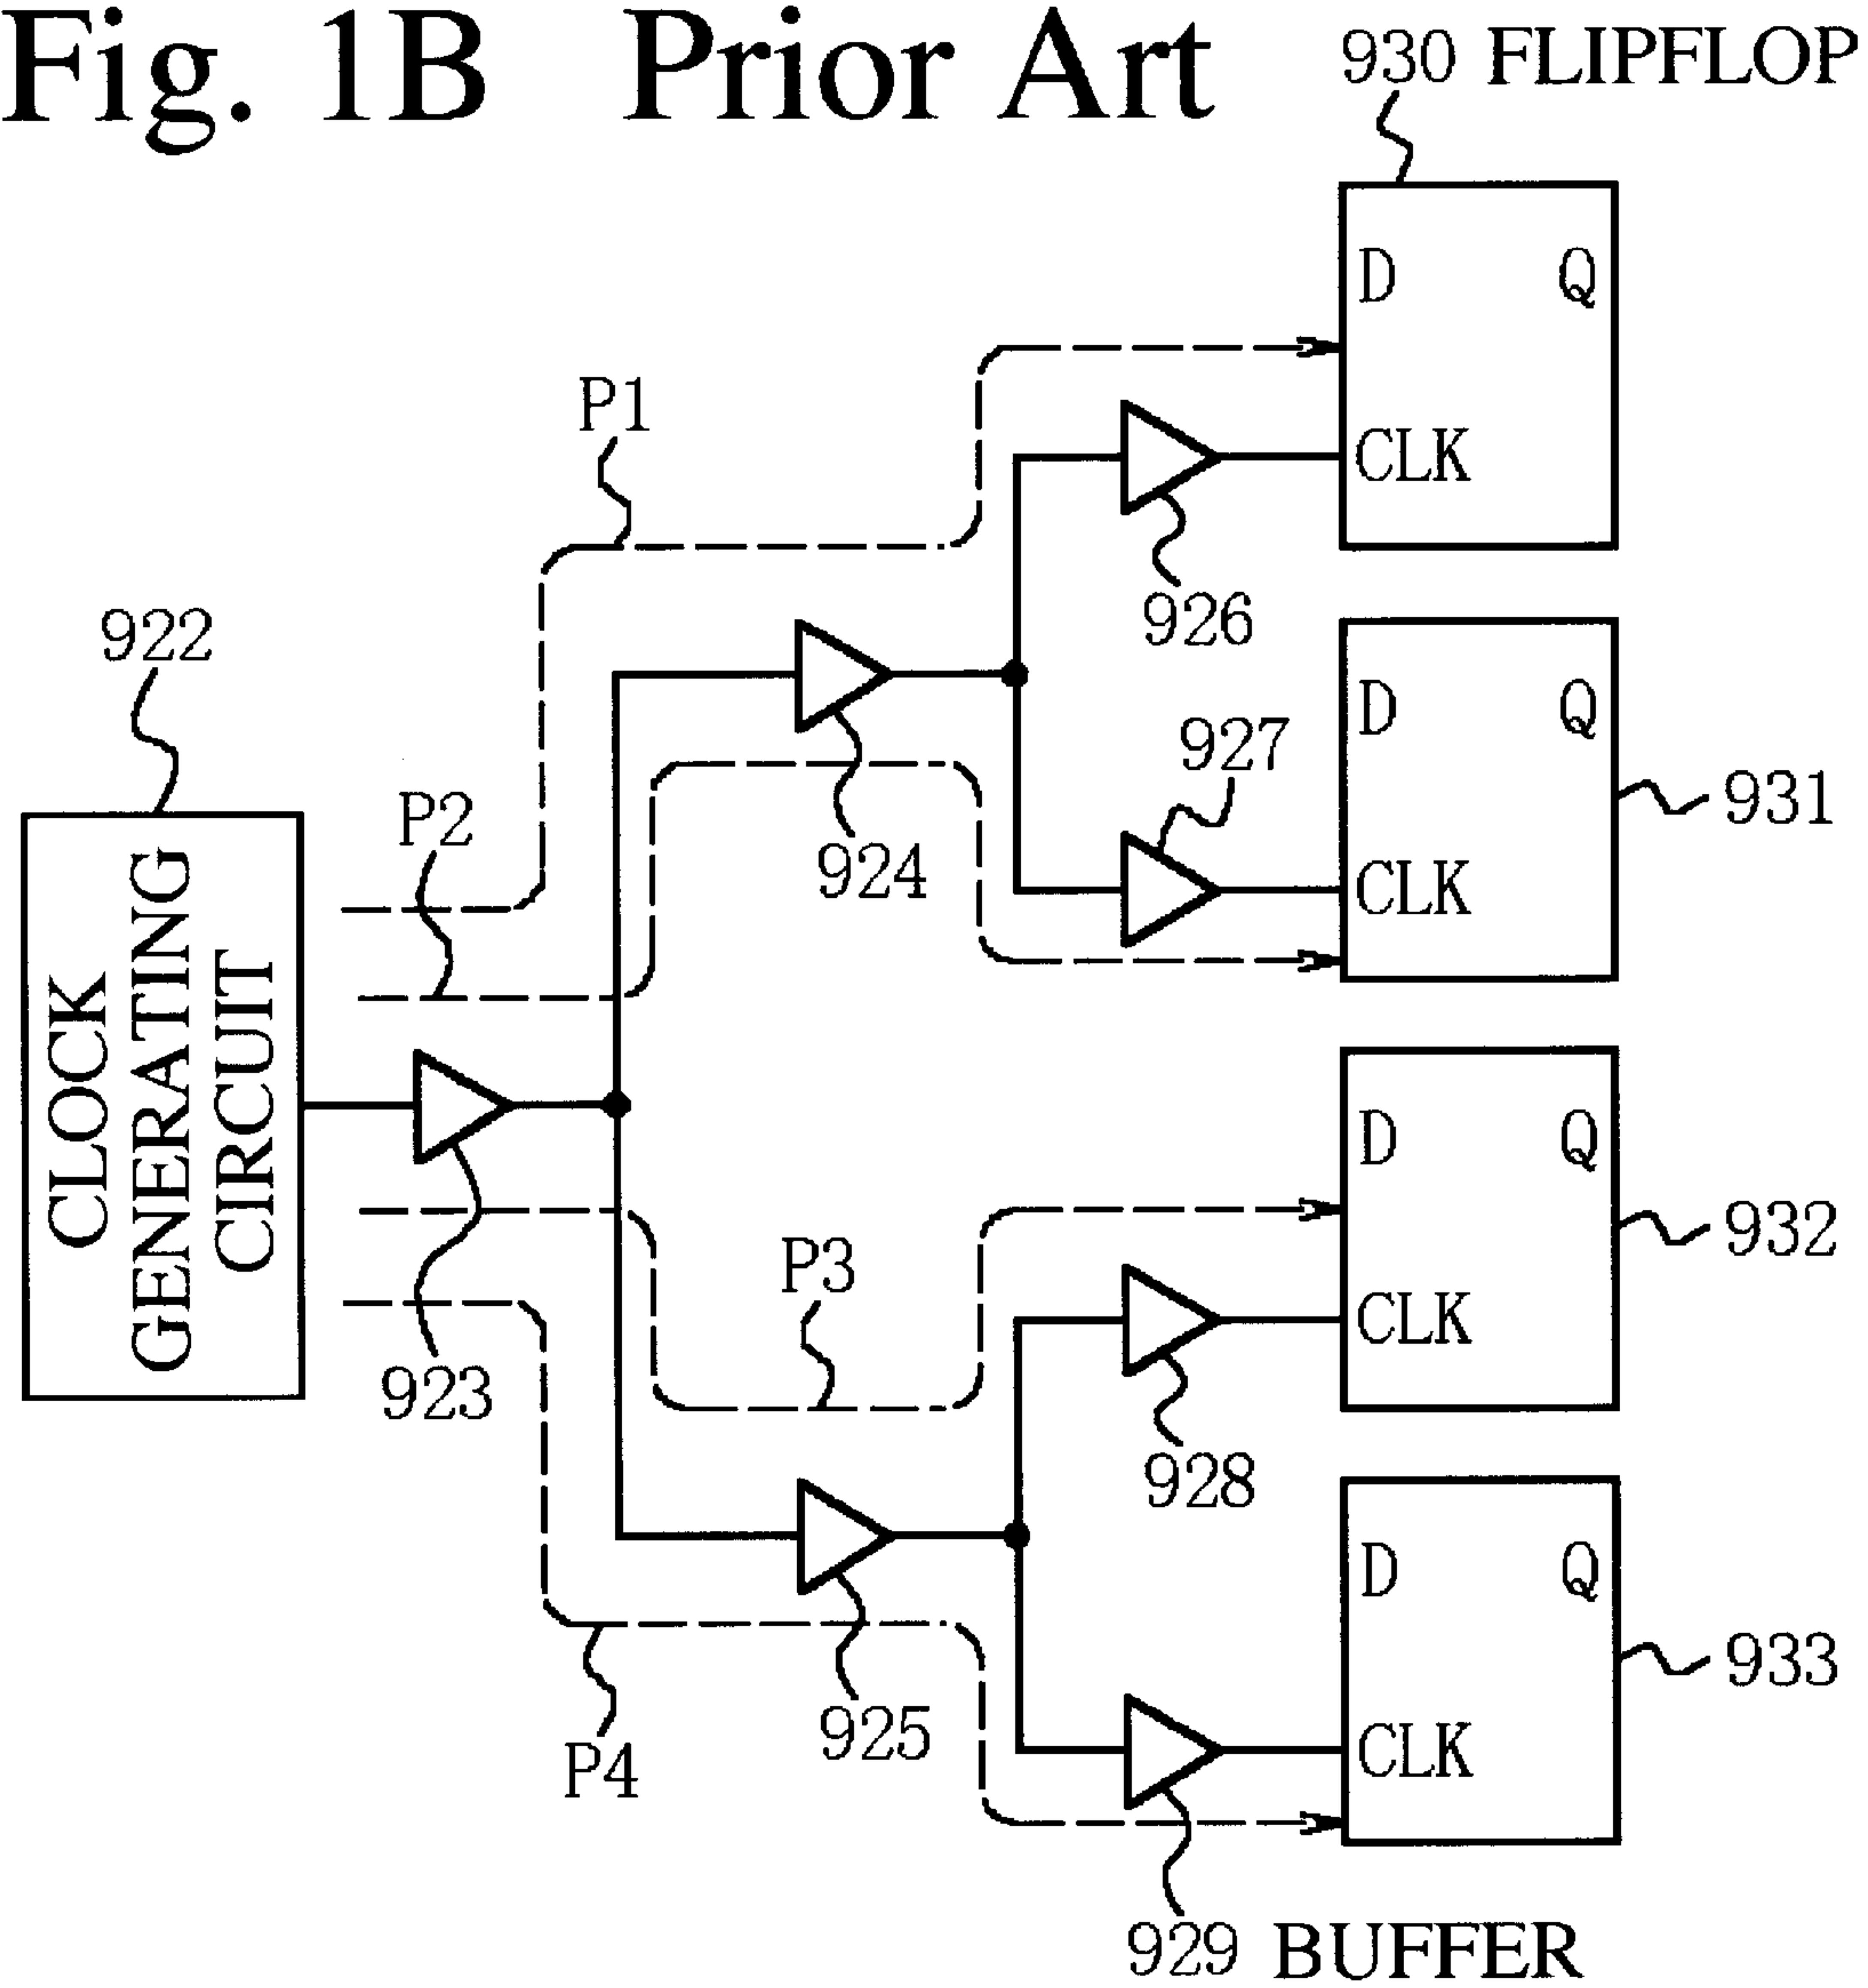 Fig. 1B Prior Art
930 FLIPFLOP
D Q
P1
CLK
926
922
D Q
927
931
P2
924
CLK
CLOCK
GENERATING
CIRCUIT
D Q
932
P3
CLK
923
928
D Q
933
925
P4
CLK
929 BUFFER